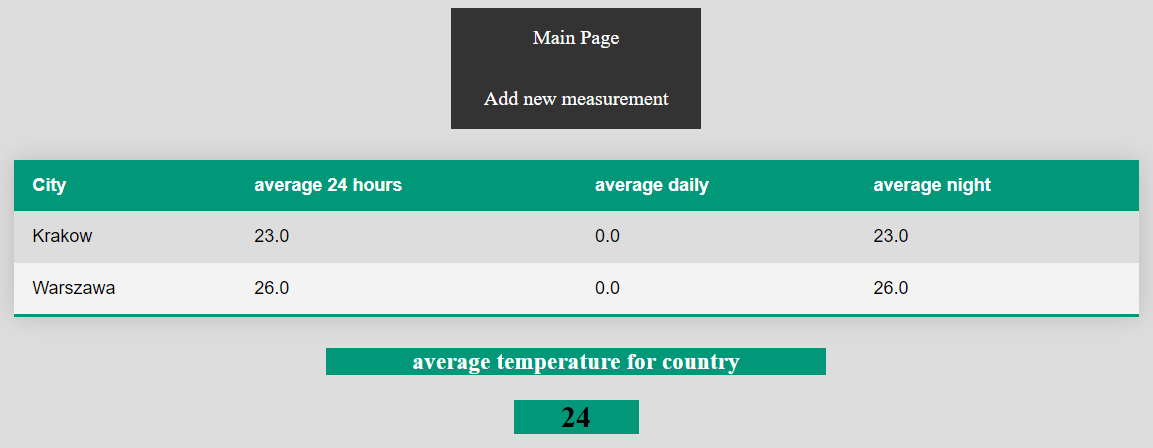 Main Page
Add new measurement
City average 24 hours average daily average night
Krakow 23.0 0.0 23.0
Warszawa 26.0 0.0 26.0
average temperature for country
24